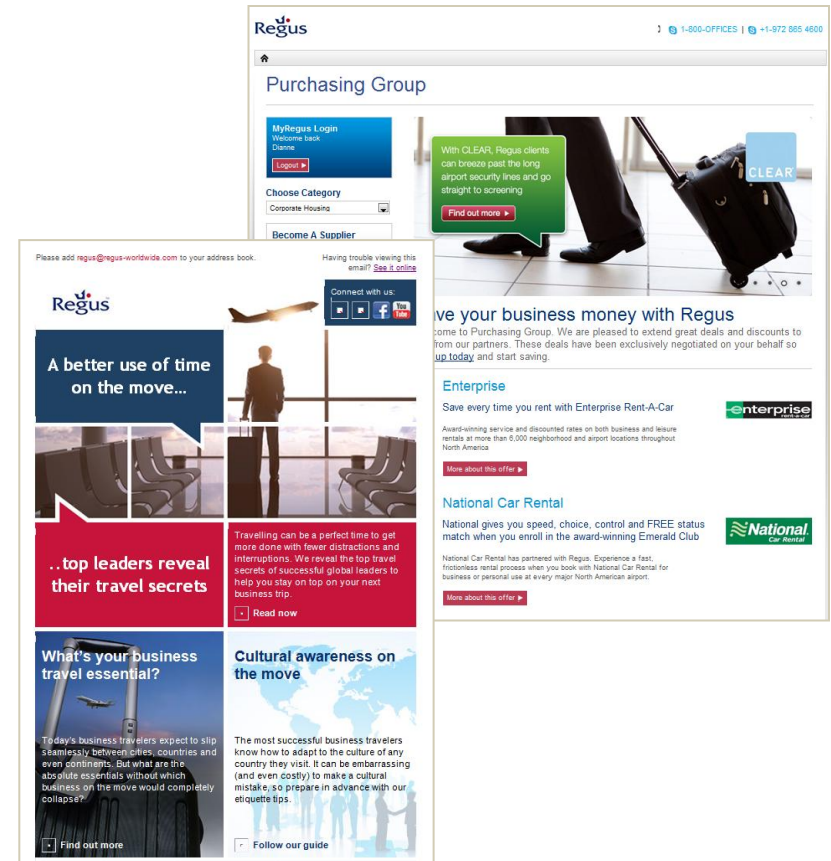 Regus
1-800-OFFICES | +1-972 865 4600
Purchasing Group
MyRegus Login
Welcome back
Dianne
Logout
Choose Category
Corporate Housing
Become A Supplier
With CLEAR, Regus clients
can breeze past the long
airport security lines and go
straight to screening
Find out more
CLEAR
ve your business money with Regus
come to Purchasing Group. We are pleased to extend great deals and discounts to
from our partners. These deals have been exclusively negotiated on your behalf so
up today and start saving.
Enterprise
Save every time you rent with Enterprise Rent-A-Car
Award-winning service and discounted rates on both business and leisure
rentals at more than 6,000 neighborhood and airport locations throughout
North America
More about this offer
enterprise
rent-a-car
National Car Rental
National gives you speed, choice, control and FREE status
match when you enroll in the award-winning Emerald Club
National Car Rental has partnered with Regus. Experience a fast,
frictionless rental process when you book with National Car Rental for
business or personal use at every major North American airport.
More about this offer
National
Car Rental
Please add regus@regus-worldwide.com to your address book.
Having trouble viewing this
email? See it online
Regus
Connect with us:
f
You
Tube
A better use of time
on the move...
..top leaders reveal
their travel secrets
Travelling can be a perfect time to get
more done with fewer distractions and
interruptions. We reveal the top travel
secrets of successful global leaders to
help you stay on top on your next
business trip.
Read now
What's your business
travel essential?
Today's business travelers expect to slip
seamlessly between cities, countries and
even continents. But what are the
absolute essentials without which
business on the move would completely
collapse?
Find out more
Cultural awareness on
the move
The most successful business travelers
know how to adapt to the culture of any
country they visit. It can be embarrassing
(and even costly) to make a cultural
mistake, so prepare in advance with our
etiquette tips.
Follow our guide